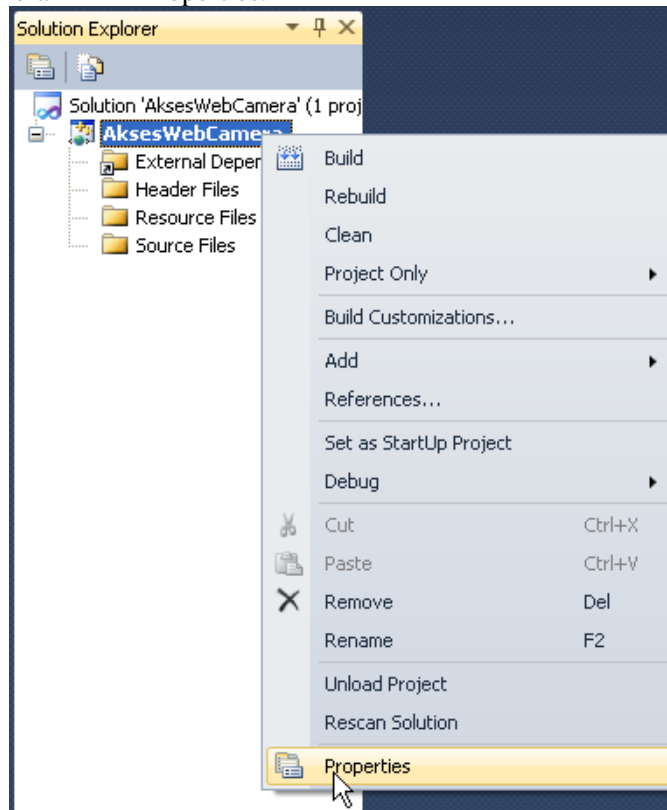 Properties.
Solution Explorer
Solution 'AksesWebCamera' (1 proj
AksesWebCamera
External Deper
Header Files
Resource Files
Source Files
Build
Rebuild
Clean
Project Only
Build Customizations...
Add
References...
Set as StartUp Project
Debug
Cut Ctrl+X
Paste Ctrl+V
Remove Del
Rename F2
Unload Project
Rescan Solution
Properties